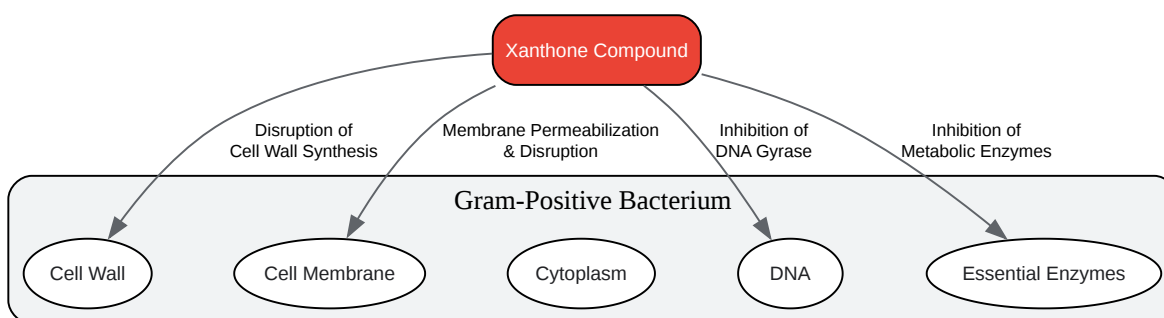 Xanthone Compound
Disruption of
Cell Wall Synthesis
Membrane Permeabilization
& Disruption
Inhibition of
DNA Gyrase
Inhibition of
Metabolic Enzymes
Gram-Positive Bacterium
Cell Wall
Cell Membrane
Cytoplasm
DNA
Essential Enzymes